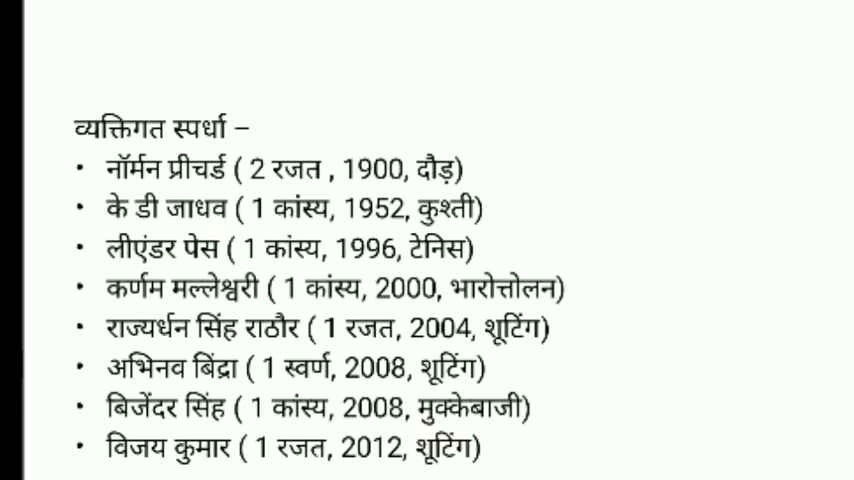 व्यक्तिगत स्पर्धा –
• नॉर्मन प्रीचर्ड ( 2 रजत , 1900, दौड़)
• के डी जाधव ( 1 कांस्य, 1952, कुश्ती)
• लीएंडर पेस ( 1 कांस्य, 1996, टेनिस)
• कर्णम मल्लेश्वरी ( 1 कांस्य, 2000, भारोत्तोलन)
• राज्यर्धन सिंह राठौर ( 1 रजत, 2004, शूटिंग)
• अभिनव बिंद्रा ( 1 स्वर्ण, 2008, शूटिंग)
• बिजेंदर सिंह ( 1 कांस्य, 2008, मुक्केबाजी)
• विजय कुमार ( 1 रजत, 2012, शूटिंग)